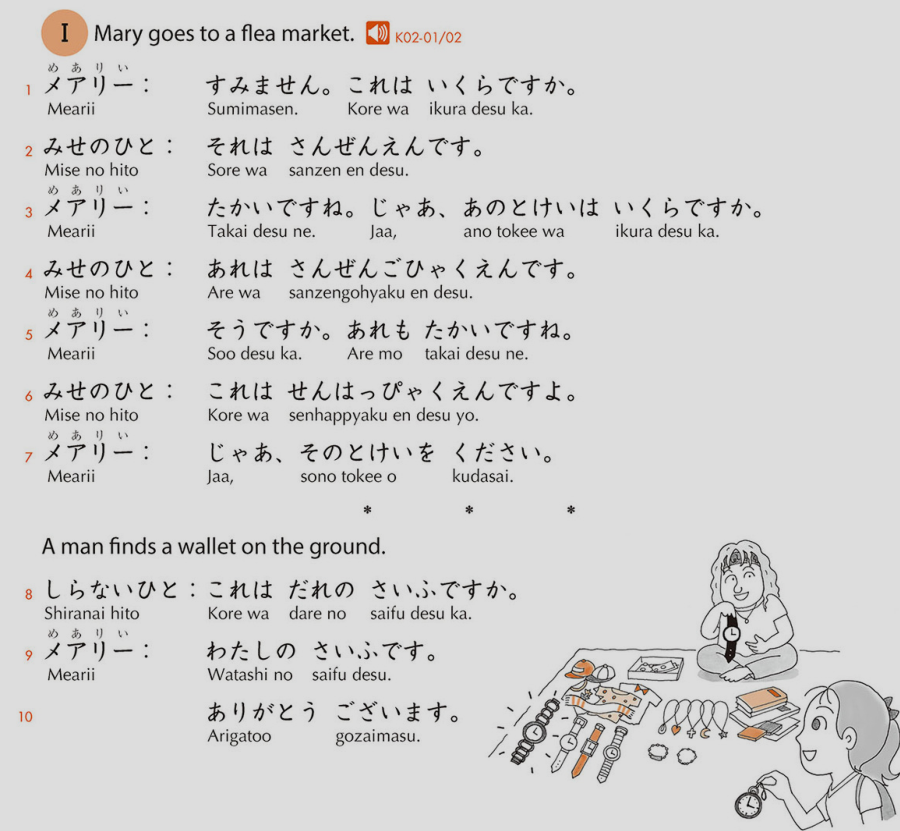 I Mary goes to a flea market. K02-01/02
め あ り い
1 メアリー： すみません。これは いくらですか。
Mearii Sumimasen. Kore wa ikura desu ka.
2 みせのひと： それは さんぜんえんです。
Mise no hito Sore wa sanzen en desu.
め あ り い
3 メアリー： たかいですね。じゃあ、あのとけいは いくらですか。
Mearii Takai desu ne. Jaa, ano tokee wa ikura desu ka.
4 みせのひと： あれは さんぜんごひゃくえんです。
Mise no hito Are wa sanzengohyaku en desu.
め あ り い
5 メアリー： そうですか。あれも たかいですね。
Mearii Soo desu ka. Are mo takai desu ne.
6 みせのひと： これは せんはっぴゃくえんですよ。
Mise no hito Kore wa senhappyaku en desu yo.
め あ り い
7 メアリー： じゃあ、そのとけいを ください。
Mearii Jaa, sono tokee o kudasai.
* * *
A man finds a wallet on the ground.
8 しらないひと：これは だれの さいふですか。
Shiranai hito Kore wa dare no saifu desu ka.
め あ り い
9 メアリー： わたしの さいふです。
Mearii Watashi no saifu desu.
10 ありがとう ございます。
Arigatoo gozaimasu.